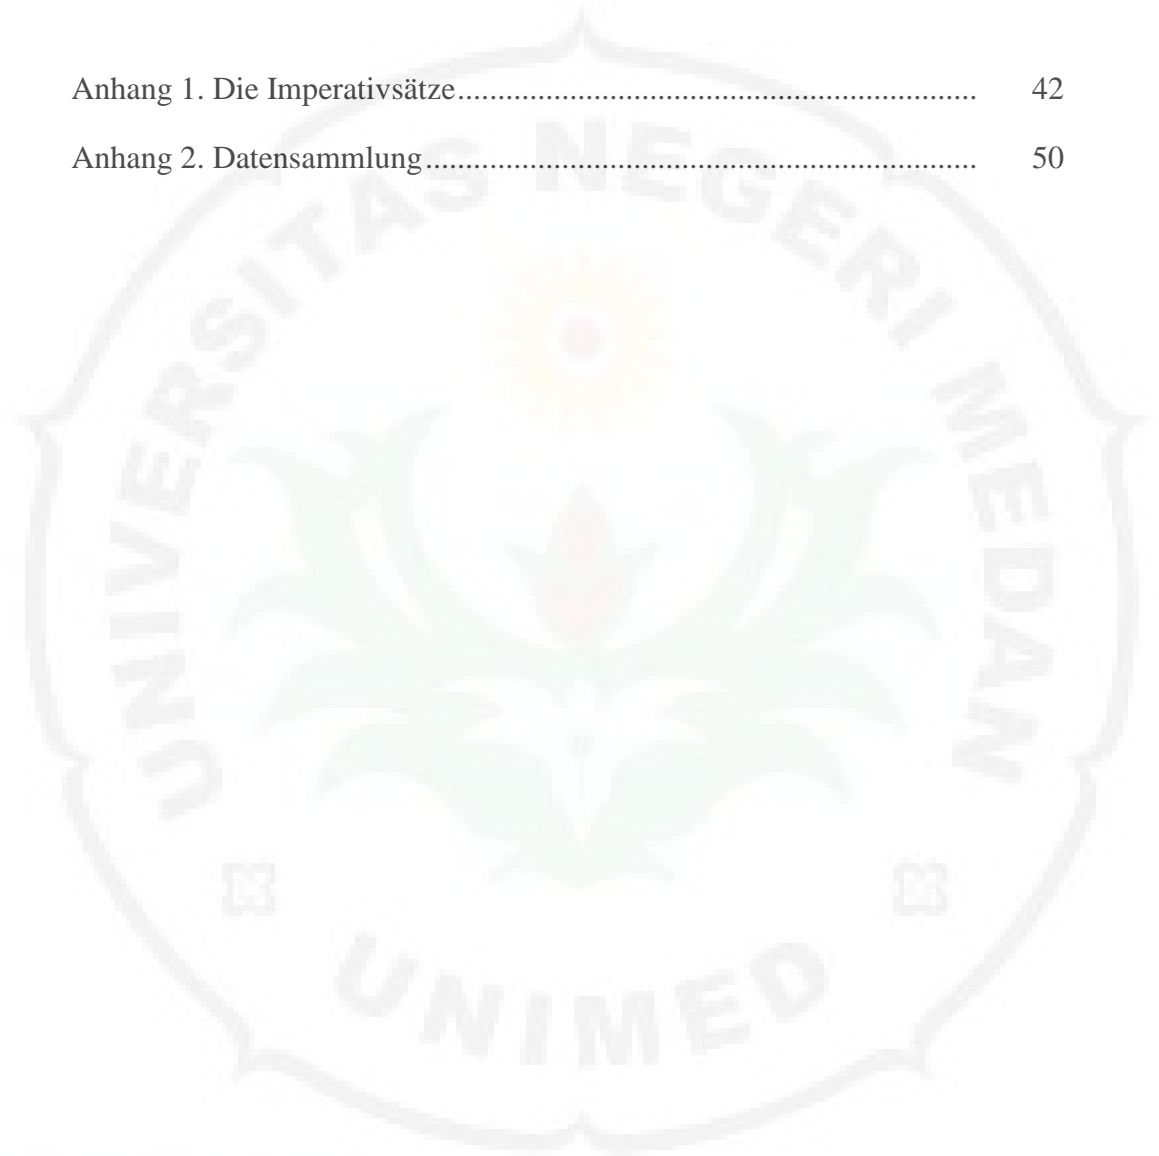 Anhang 1. Die Imperativsätze................................................................. 42
Anhang 2. Datensammlung..................................................................... 50
UNIVERSITAS NEGERI MEDAN
UNIMED